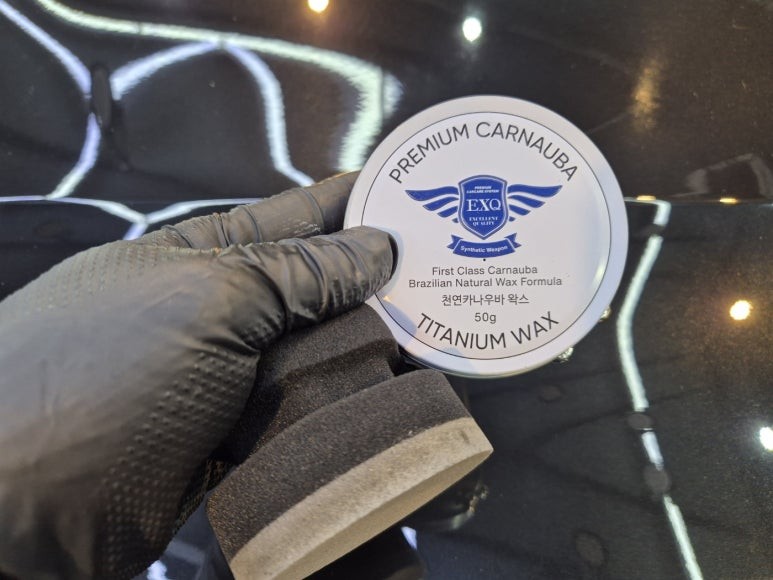 PREMIUM CARNAUBA
PREMIUM
CARCARE SYSTEM
EXQ
EXCELLENT
QUALITY
Synthetic Weapon
First Class Carnauba
Brazilian Natural Wax Formula
천연카나우바 왁스
50g
TITANIUM WAX